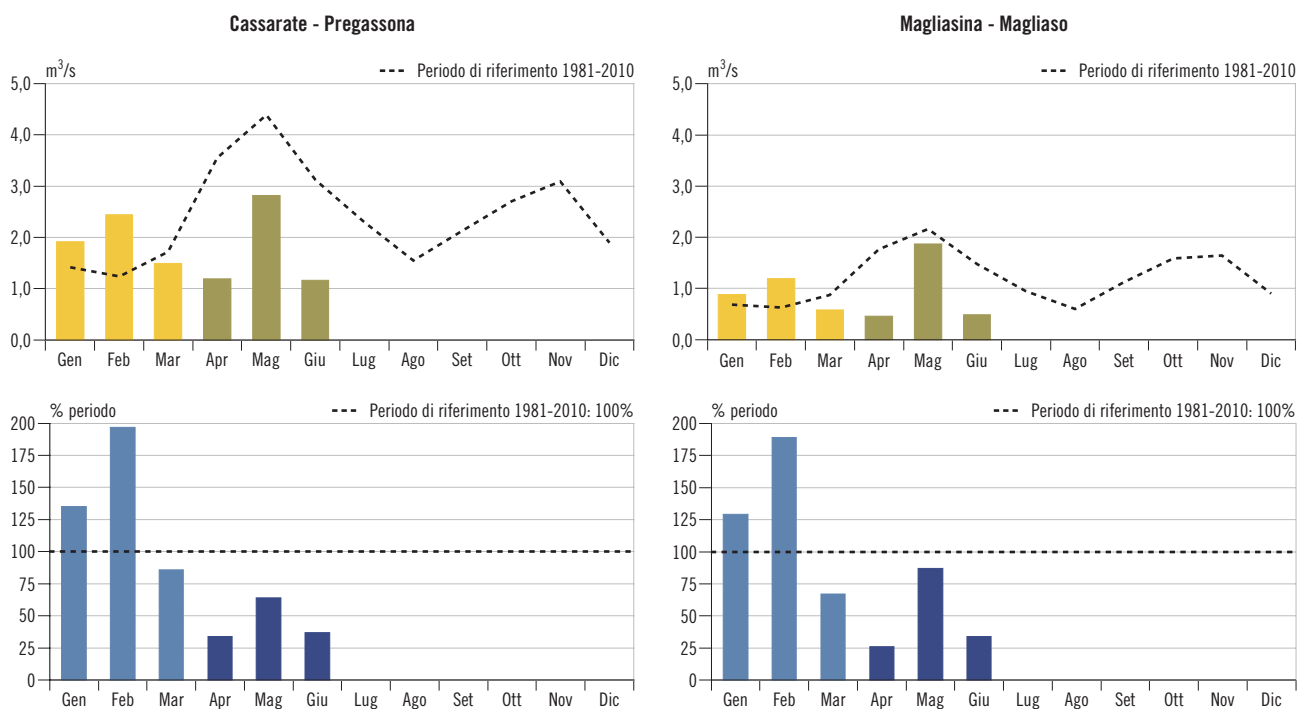 Cassarate - Pregassona
m³/s
Periodo di riferimento 1981-2010
5,0
4,0
3,0
2,0
1,0
0,0
Gen Feb Mar Apr Mag Giu Lug Ago Set Ott Nov Dic
% periodo
Periodo di riferimento 1981-2010: 100%
200
175
150
125
100
75
50
25
0
Gen Feb Mar Apr Mag Giu Lug Ago Set Ott Nov Dic
Magliasina - Magliaso
m³/s
Periodo di riferimento 1981-2010
5,0
4,0
3,0
2,0
1,0
0,0
Gen Feb Mar Apr Mag Giu Lug Ago Set Ott Nov Dic
% periodo
Periodo di riferimento 1981-2010: 100%
200
175
150
125
100
75
50
25
0
Gen Feb Mar Apr Mag Giu Lug Ago Set Ott Nov Dic